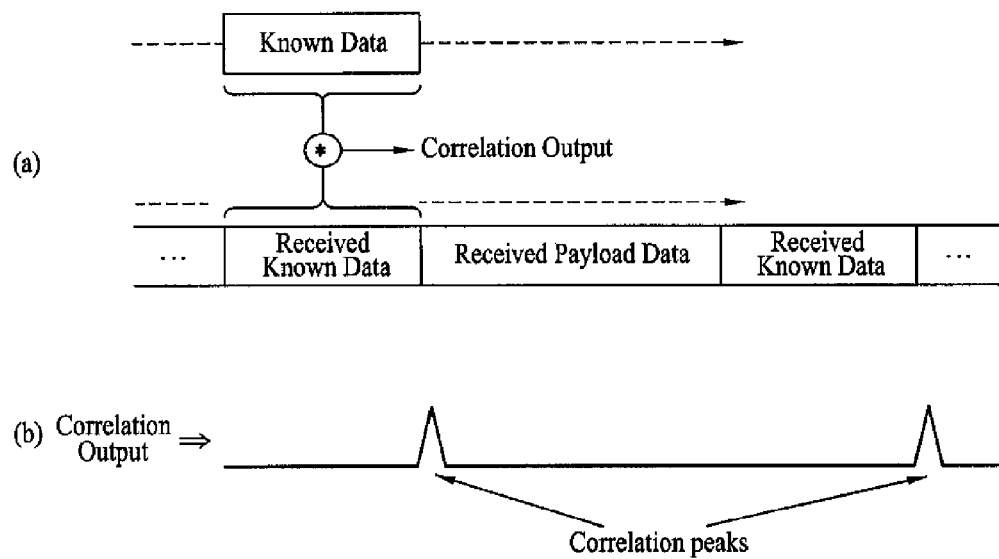 Known Data
*
Correlation Output
(a)
... Received Known Data Received Payload Data Received Known Data ...
(b) Correlation Output ⇒
Correlation peaks